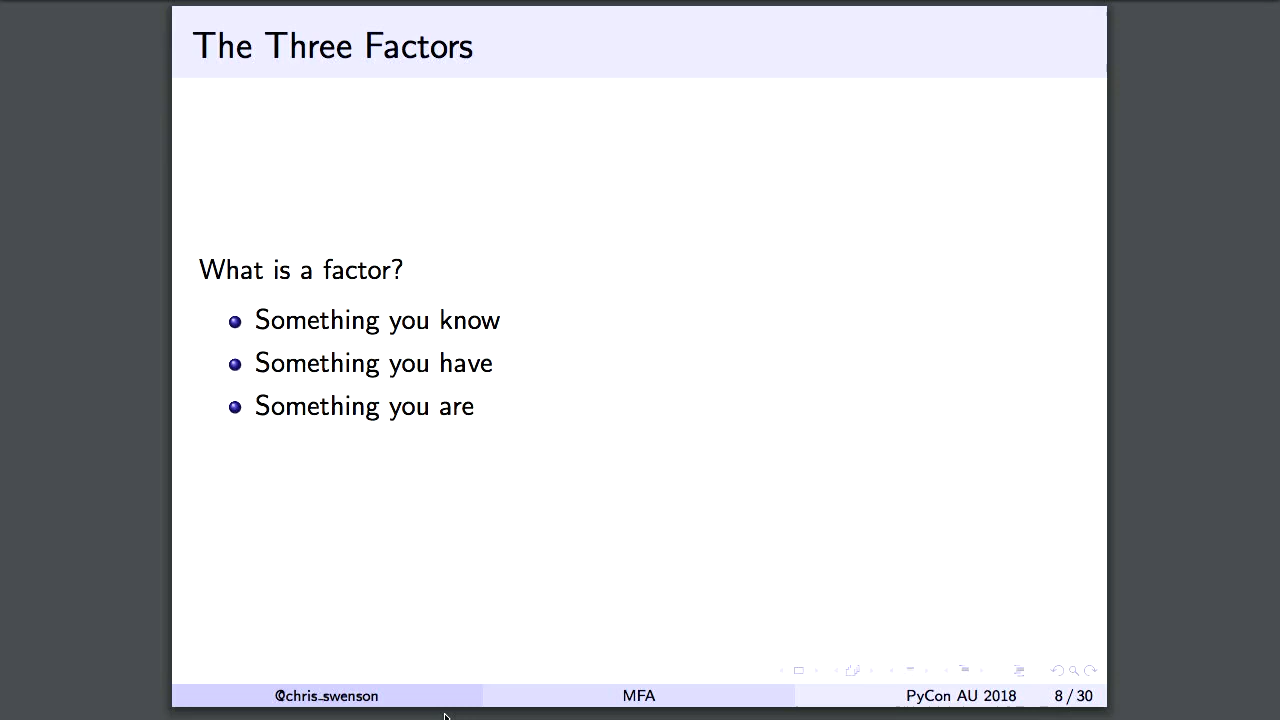 The Three Factors
What is a factor?
Something you know
Something you have
Something you are
@chris_swenson MFA PyCon AU 2018 8 / 30